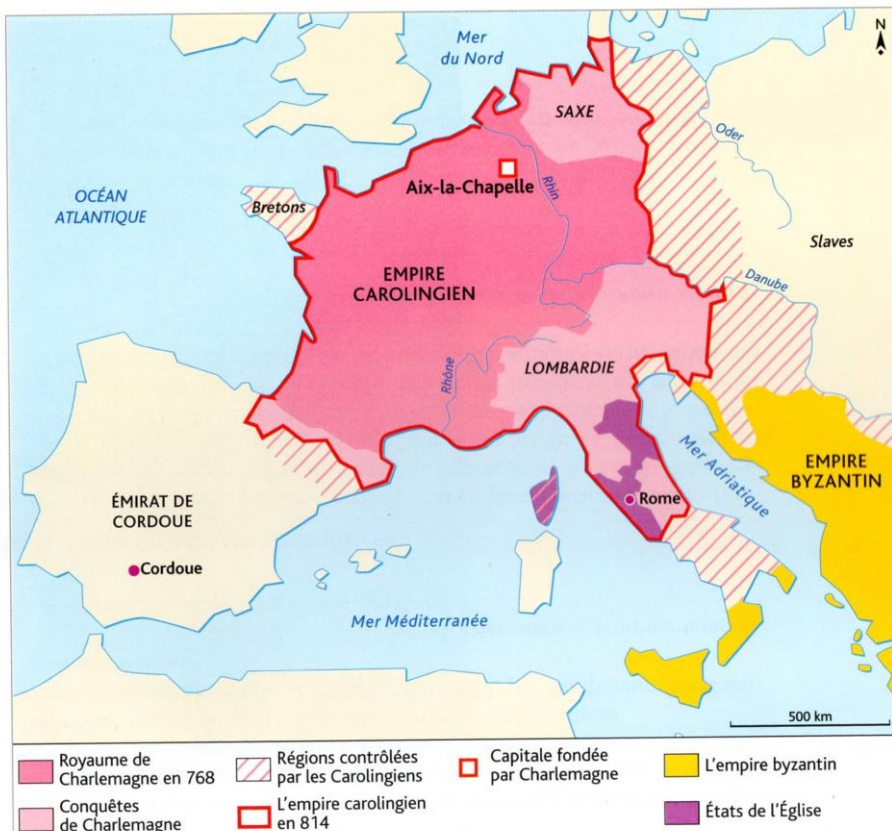 N
Mer
du Nord
SAXE
Oder
Aix-la-Chapelle
Rhin
OCÉAN
ATLANTIQUE
Bretons
Slaves
EMPIRE
CAROLINGIEN
Danube
LOMBARDIE
Rhône
Mer Adriatique
EMPIRE
BYZANTIN
ÉMIRAT DE
CORDOUE
Rome
Cordoue
Mer Méditerranée
500 km
Royaume de
Charlemagne en 768
Régions contrôlées
par les Carolingiens
Capitale fondée
par Charlemagne
L'empire byzantin
Conquêtes
de Charlemagne
L'empire carolingien
en 814
États de l'Église